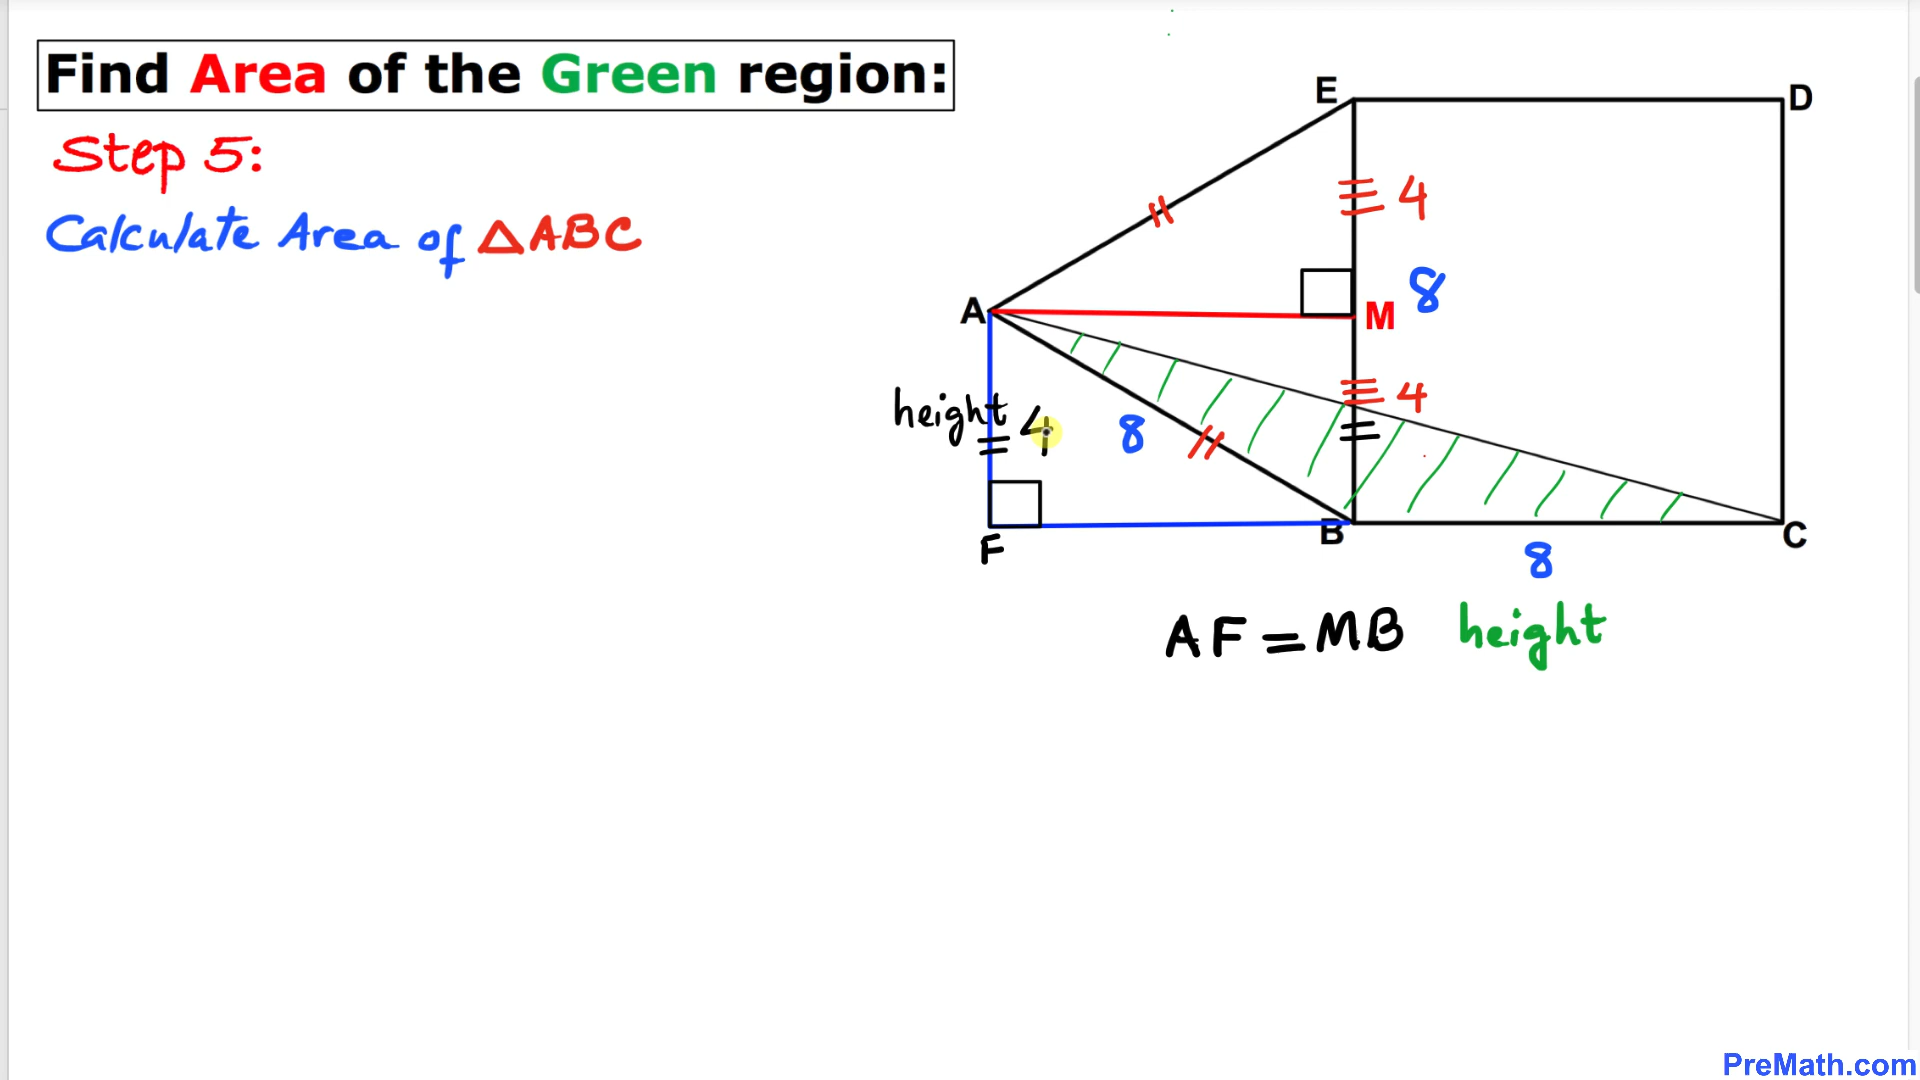 Find Area of the Green region:
Step 5:
Calculate Area of △ABC
E
D
4
A
M
8
height
4
8
4
F
B
C
8
AF = MB height
PreMath.com